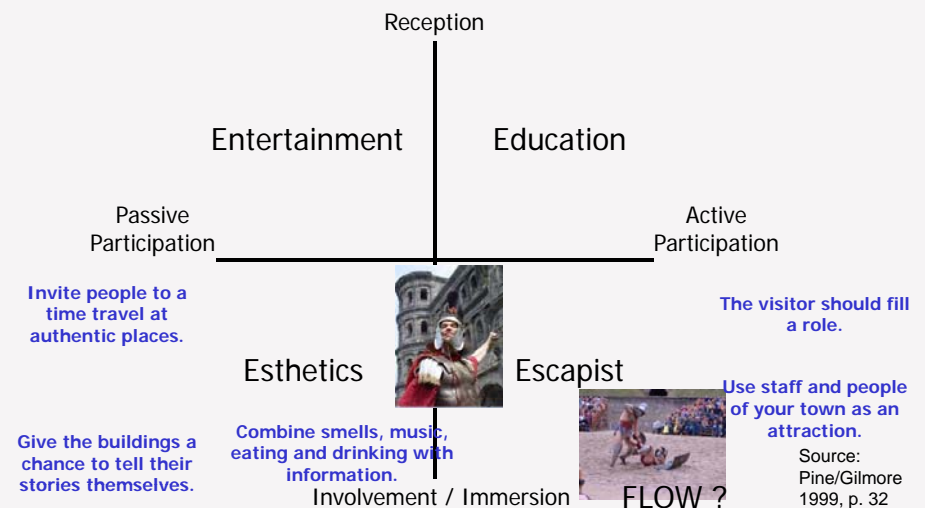 Reception
Entertainment
Education
Passive
Participation
Active
Participation
Invite people to a
time travel at
authentic places.
The visitor should fill
a role.
Esthetics
Escapist
Use staff and people
of your town as an
attraction.
Give the buildings a
chance to tell their
stories themselves.
Combine smells, music,
eating and drinking with
information.
Source:
Pine/Gilmore
1999, p. 32
Involvement / Immersion
FLOW ?